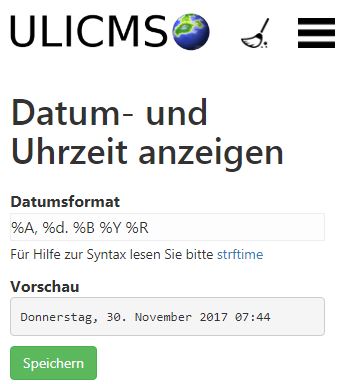 ULICMS
Datum- und
Uhrzeit anzeigen
Datumsformat
%A, %d. %B %Y %R
Für Hilfe zur Syntax lesen Sie bitte strftime
Vorschau
Donnerstag, 30. November 2017 07:44
Speichern